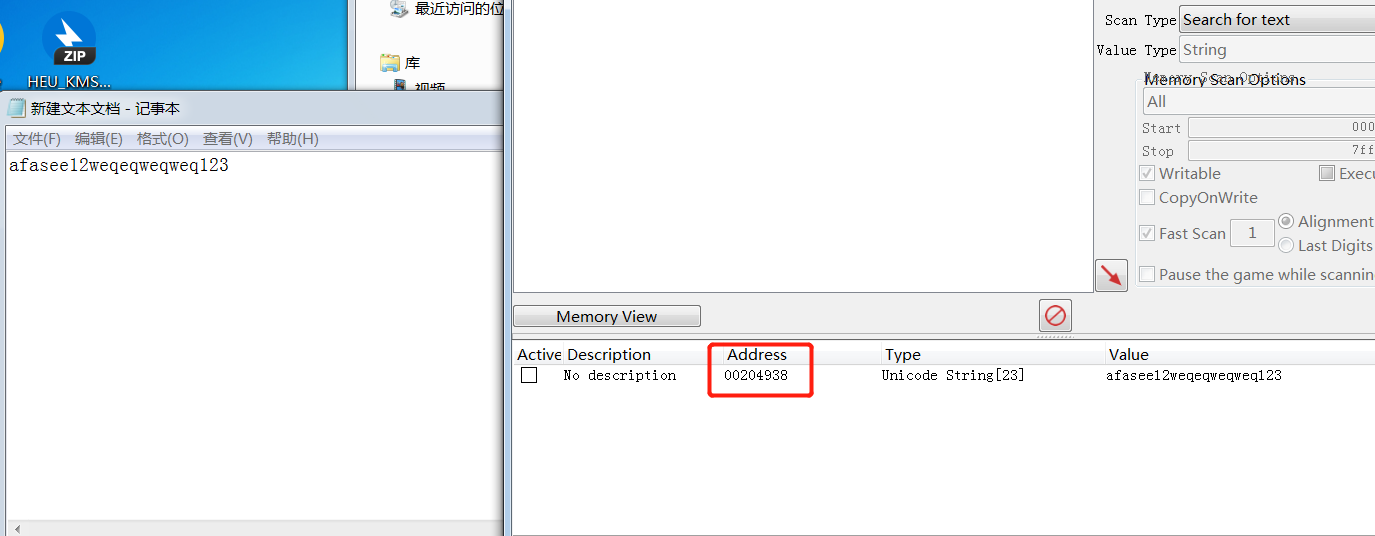 最近访问的位
库
视频
ZIP
HEU_KMS...
新建文本文档 - 记事本
文件(F) 编辑(E) 格式(O) 查看(V) 帮助(H)
afasee12weqeqweqweq123
Scan Type Search for text
Value Type String
Memory Scan Options
All
Start 000
Stop 7ff
Writable Execu
CopyOnWrite
Fast Scan 1 Alignment
Last Digits
Pause the game while scannin
Memory View
Active Description Address Type Value
No description 00204938 Unicode String[23] afasee12weqeqweqweq123